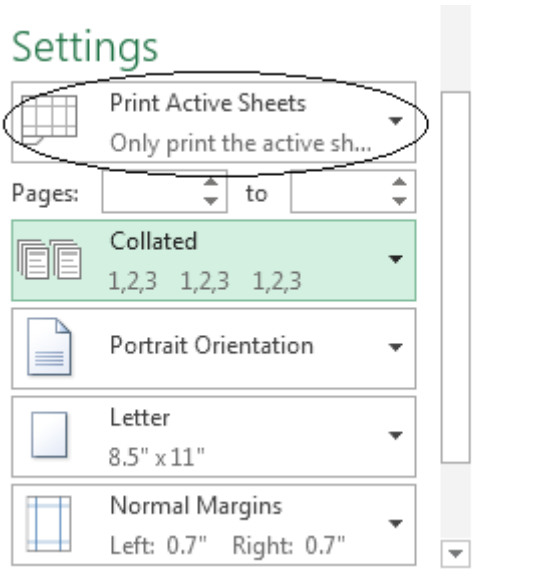 Settings
Print Active Sheets
Only print the active sh...
Pages: to
Collated
1,2,3 1,2,3 1,2,3
Portrait Orientation
Letter
8.5" x 11"
Normal Margins
Left: 0.7" Right: 0.7"